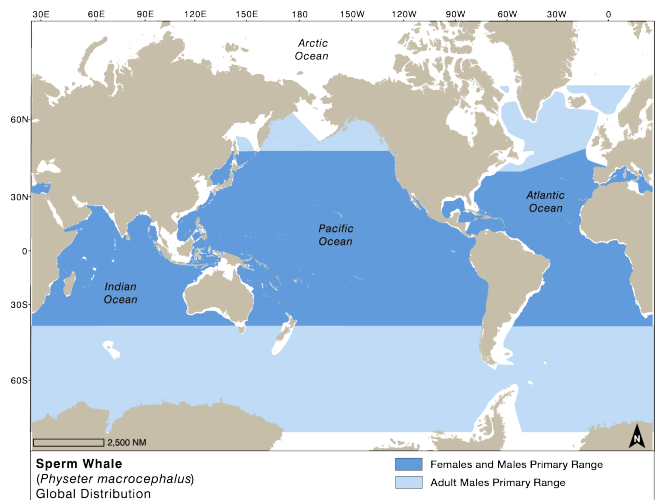 30E 60E 90E 120E 150E 180 150W 120W 90W 60W 30W 0
Arctic
Ocean
60N
30N
Atlantic
Ocean
Pacific
Ocean
0
Indian
Ocean
30S
60S
2,500 NM
N
Sperm Whale
(Physeter macrocephalus)
Global Distribution
Females and Males Primary Range
Adult Males Primary Range